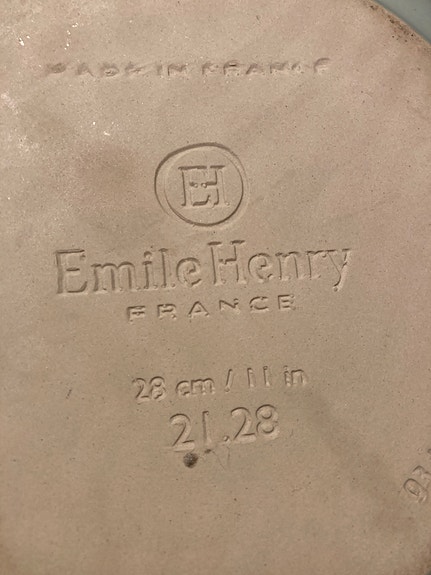 MADE IN FRANCE
EH
Emile Henry
FRANCE
28 cm / 11 in
21.28